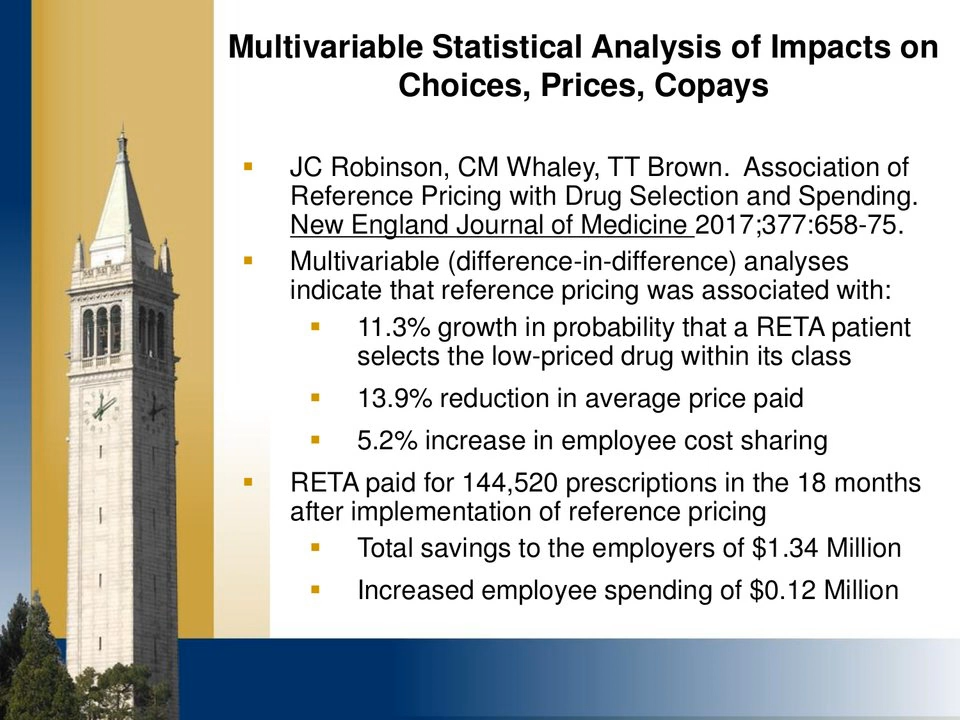 Multivariable Statistical Analysis of Impacts on
Choices, Prices, Copays
JC Robinson, CM Whaley, TT Brown. Association of
Reference Pricing with Drug Selection and Spending.
New England Journal of Medicine 2017;377:658-75.
Multivariable (difference-in-difference) analyses
indicate that reference pricing was associated with:
11.3% growth in probability that a RETA patient
selects the low-priced drug within its class
13.9% reduction in average price paid
5.2% increase in employee cost sharing
RETA paid for 144,520 prescriptions in the 18 months
after implementation of reference pricing
Total savings to the employers of $1.34 Million
Increased employee spending of $0.12 Million